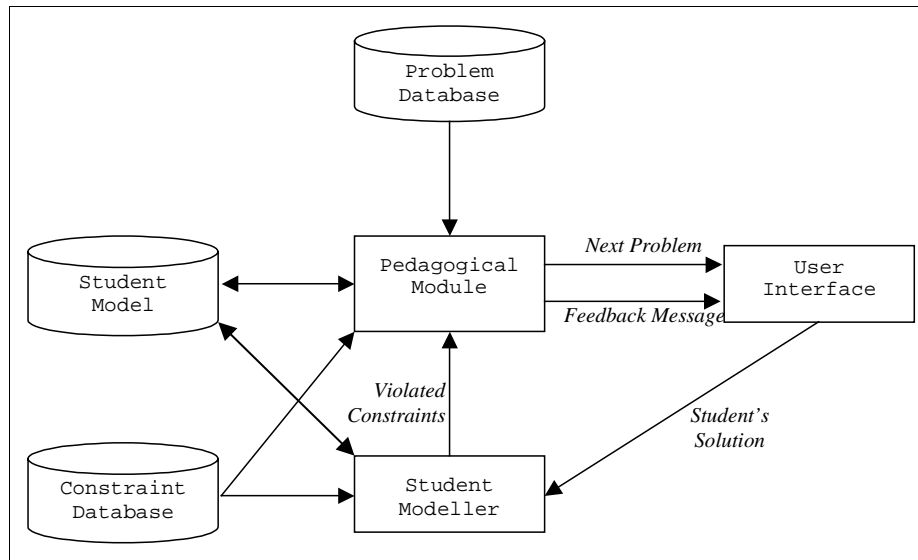 Problem
Database
Student
Model
Pedagogical
Module
Next Problem
Feedback Message
User
Interface
Violated
Constraints
Student’s
Solution
Constraint
Database
Student
Modeller